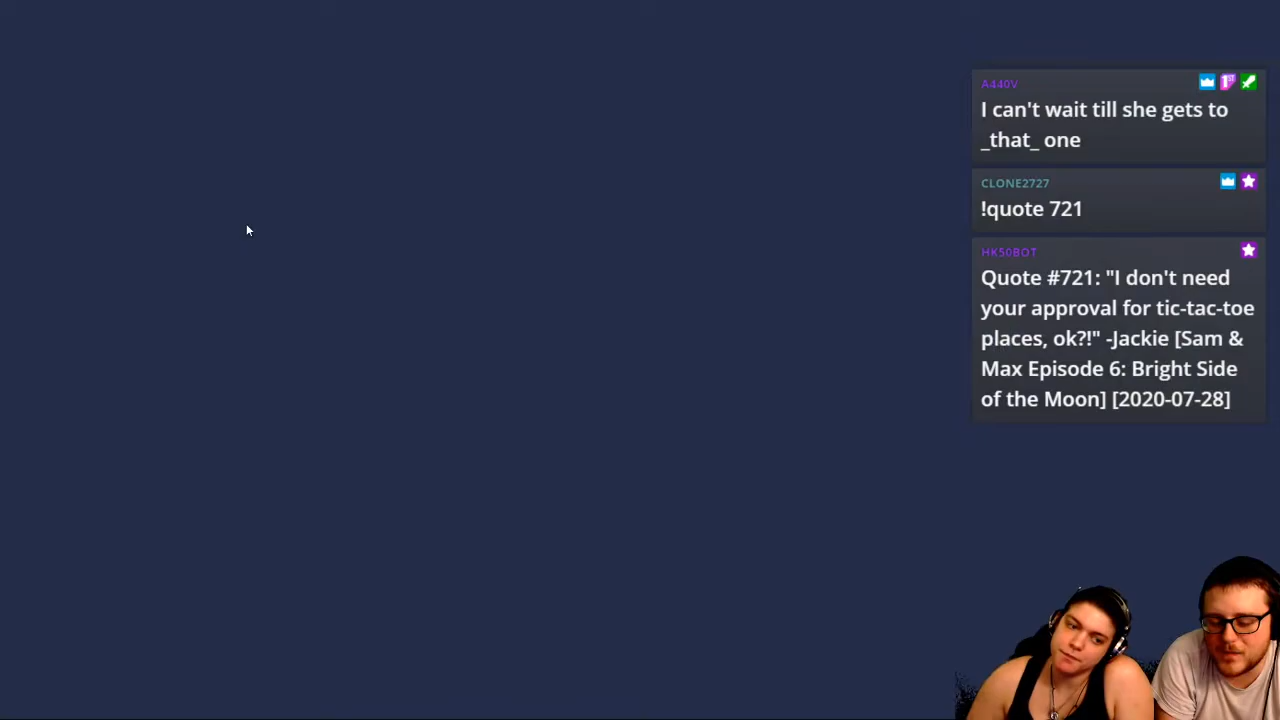 A440V
I can't wait till she gets to
_that_ one
CLONE2727
!quote 721
HK50BOT
Quote #721: "I don't need
your approval for tic-tac-toe
places, ok?!" -Jackie [Sam &
Max Episode 6: Bright Side
of the Moon] [2020-07-28]